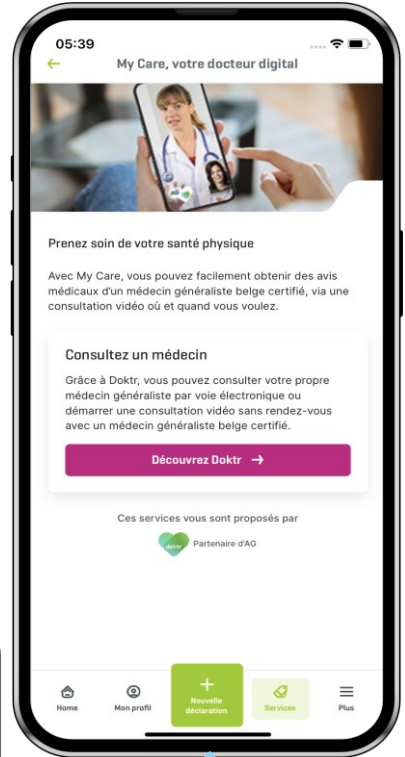 05:39
My Care, votre docteur digital
Prenez soin de votre santé physique
Avec My Care, vous pouvez facilement obtenir des avis
médicaux d'un médecin généraliste belge certifié, via une
consultation vidéo où et quand vous voulez.
Consultez un médecin
Grâce à Doktr, vous pouvez consulter votre propre
médecin généraliste par voie électronique ou
démarrer une consultation vidéo sans rendez-vous
avec un médecin généraliste belge certifié.
Découvrez Doktr →
Ces services vous sont proposés par
doktr Partenaire d'AG
Home Mon profil Nouvelle Services Plus
déclaration